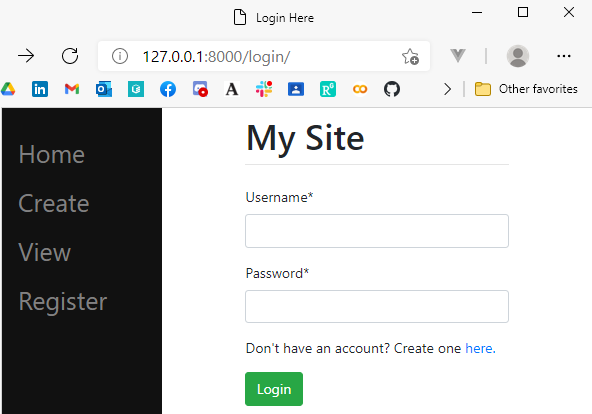 Login Here
127.0.0.1:8000/login/
Other favorites
Home
Create
View
Register
My Site
Username*
Password*
Don't have an account? Create one here.
Login